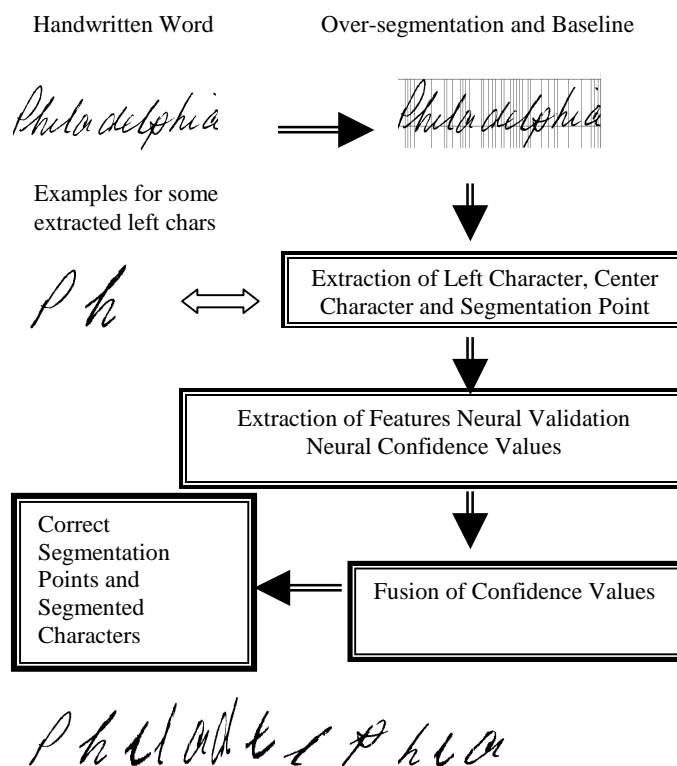 Handwritten Word
Over-segmentation and Baseline
Philadelphia
Philadelphia
Examples for some
extracted left chars
P h
Extraction of Left Character, Center
Character and Segmentation Point
Extraction of Features Neural Validation
Neural Confidence Values
Correct
Segmentation
Points and
Segmented
Characters
Fusion of Confidence Values
P h i l a d e l p h i a